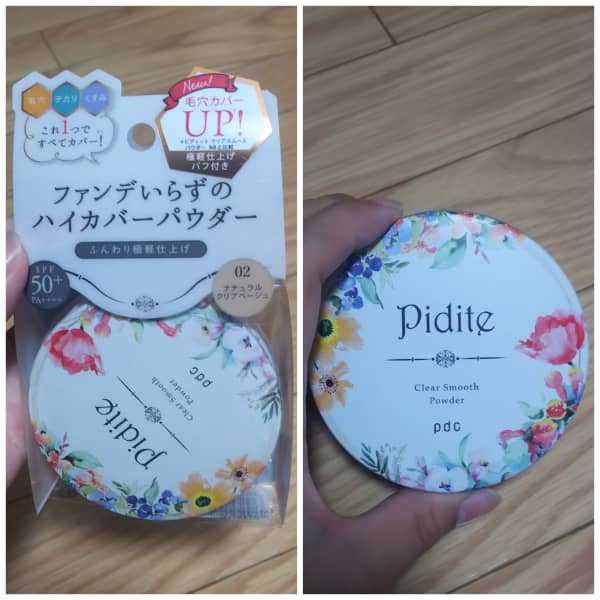 毛穴
テカリ
くすみ
これ1つで
すべてカバー!
New!
毛穴カバー
UP!
極軽仕上げ
パフ付き
ファンデいらずの
ハイカバーパウダー
ふんわり極軽仕上げ
SPF
50+
PA++++
02
ナチュラル
クリアベージュ
pidite
Clear Smooth
Powder
pdc
pidite
Clear Smooth
Powder
pdc